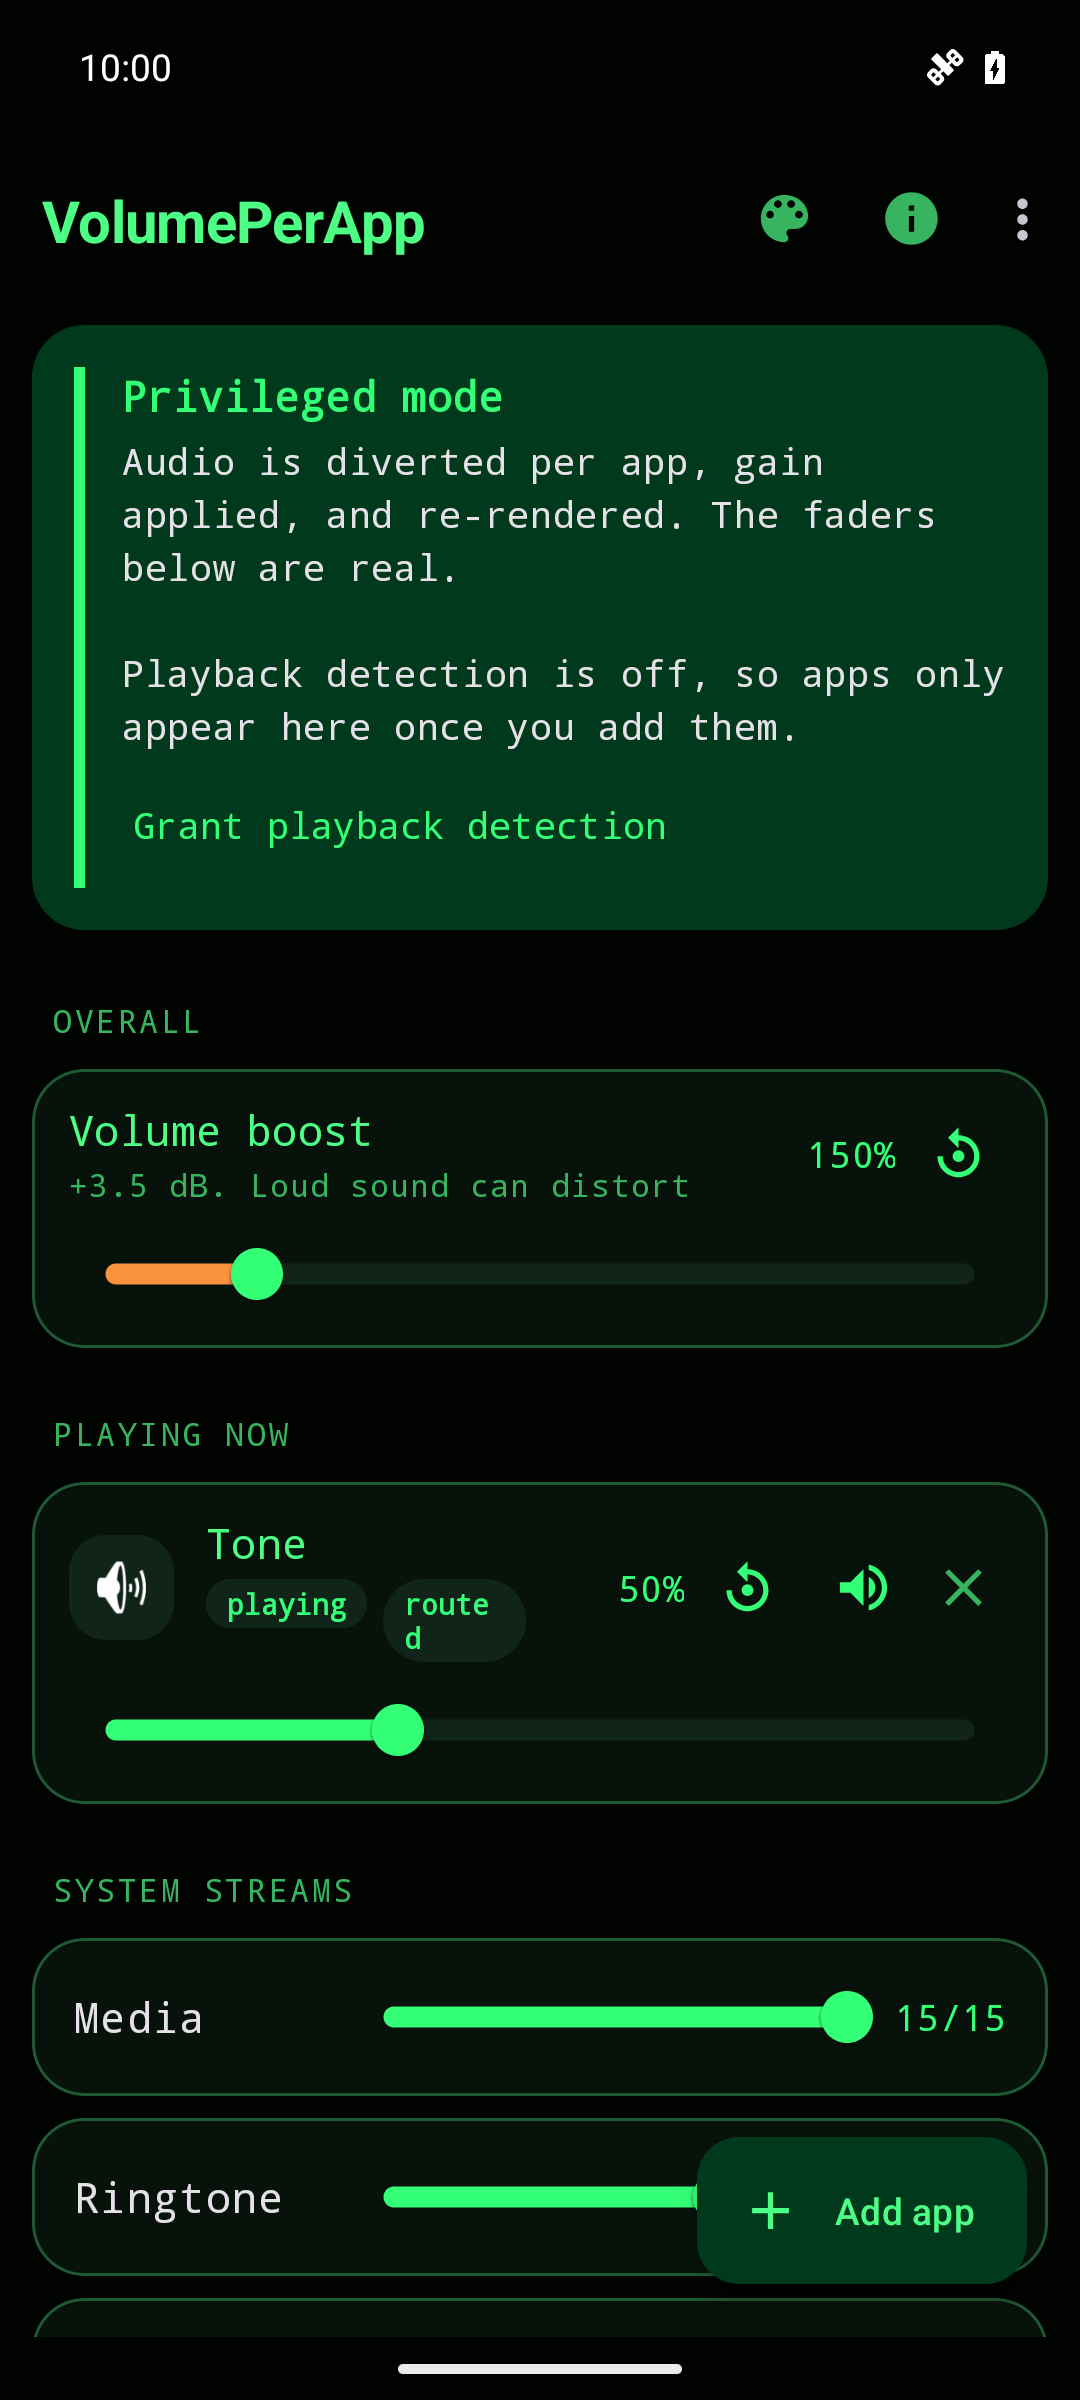 10:00
VolumePerApp
Privileged mode
Audio is diverted per app, gain
applied, and re-rendered. The faders
below are real.
Playback detection is off, so apps only
appear here once you add them.
Grant playback detection
OVERALL
Volume boost
150%
+3.5 dB. Loud sound can distort
PLAYING NOW
Tone
50%
playing
route
d
SYSTEM STREAMS
Media
15/15
Ringtone
Add app